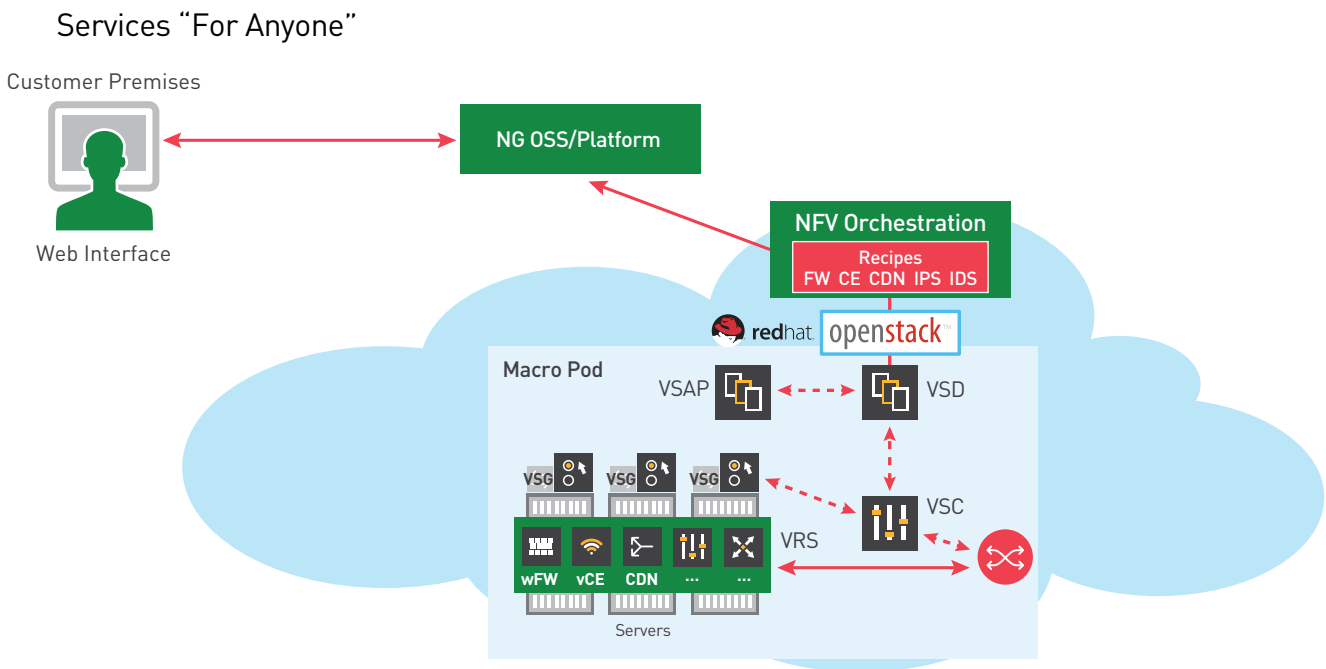 Services “For Anyone”
Customer Premises
Web Interface
NG OSS/Platform
NFV Orchestration
Recipes
FW CE CDN IPS IDS
redhat.
openstack™
Macro Pod
VSAP
VSD
VSG
VSG
VSG
VSC
VRS
wFW
vCE
CDN
...
...
Servers